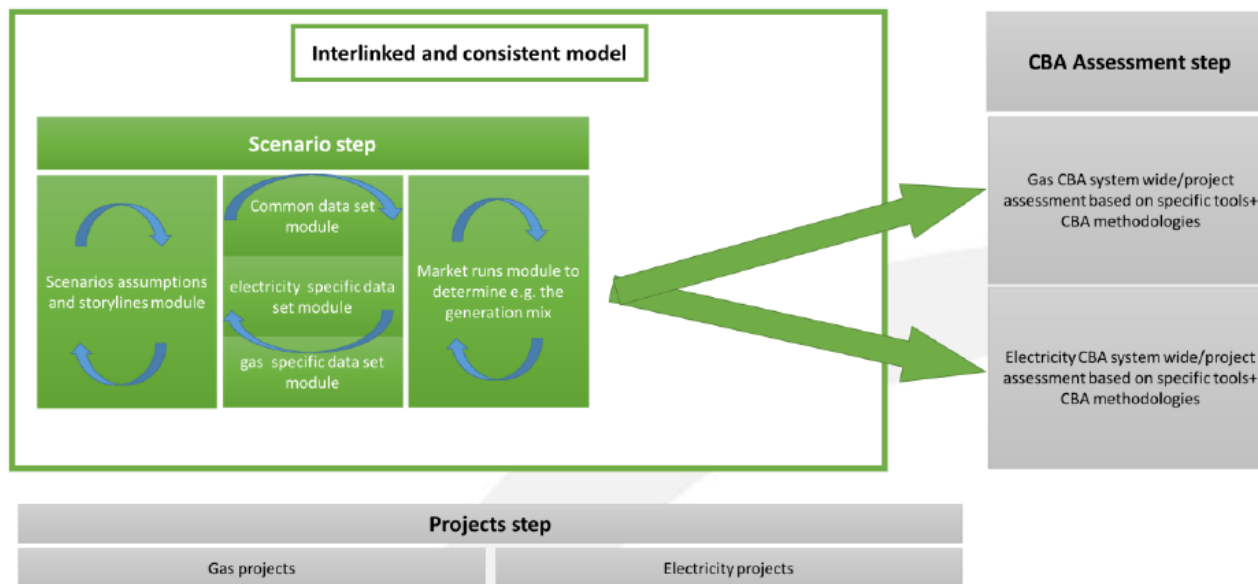 Interlinked and consistent model
CBA Assessment step
Scenario step
Scenarios assumptions
and storylines module
Common data set
module
electricity specific data
set module
gas specific data set
module
Market runs module to
determine e.g. the
generation mix
Gas CBA system wide/project
assessment based on specific tools+
CBA methodologies
Electricity CBA system wide/project
assessment based on specific tools+
CBA methodologies
Projects step
Gas projects
Electricity projects